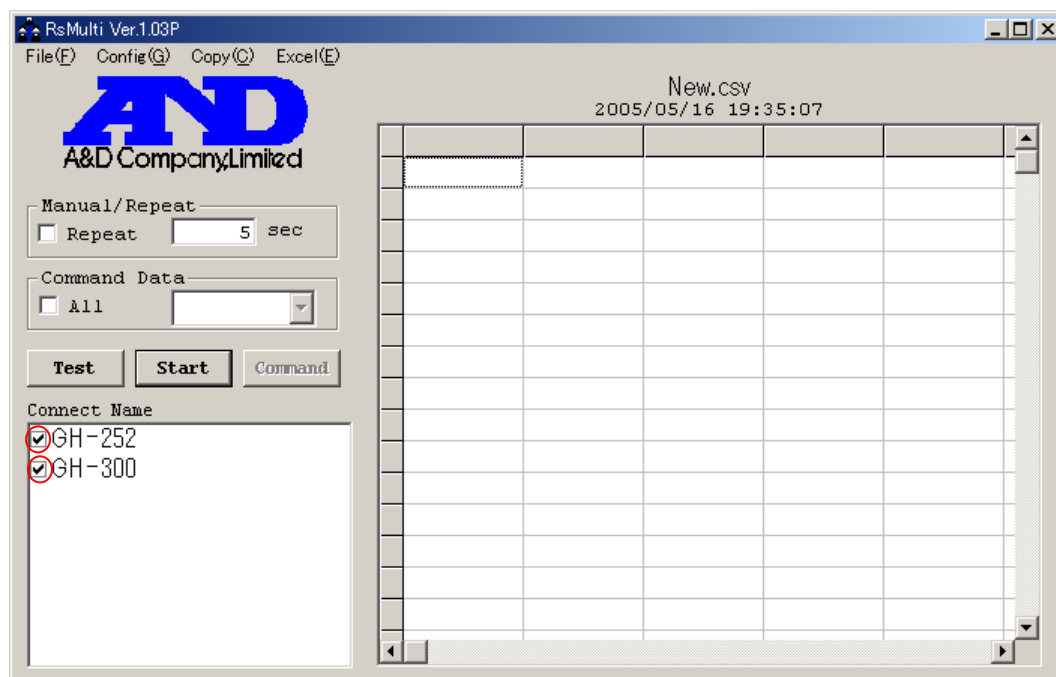 RsMulti Ver.1.03P
File(F) Config(G) Copy(C) Excel(E)
AND
A&D Company,Limited
New.csv
2005/05/16 19:35:07
Manual/Repeat
Repeat 5 sec
Command Data
All
Test Start Command
Connect Name
GH-252
GH-300